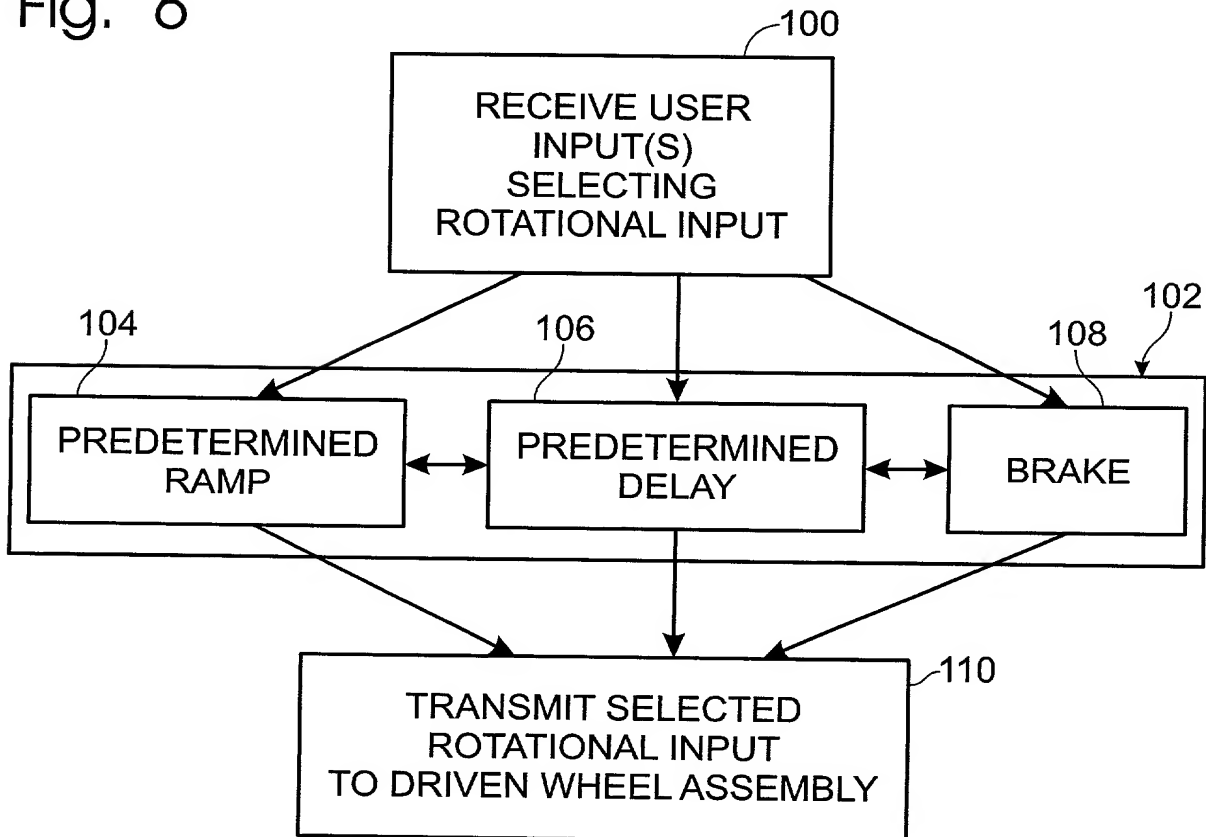 Fig. 8
100
RECEIVE USER
INPUT(S)
SELECTING
ROTATIONAL INPUT
102
104
106
108
PREDETERMINED
RAMP
PREDETERMINED
DELAY
BRAKE
110
TRANSMIT SELECTED
ROTATIONAL INPUT
TO DRIVEN WHEEL ASSEMBLY